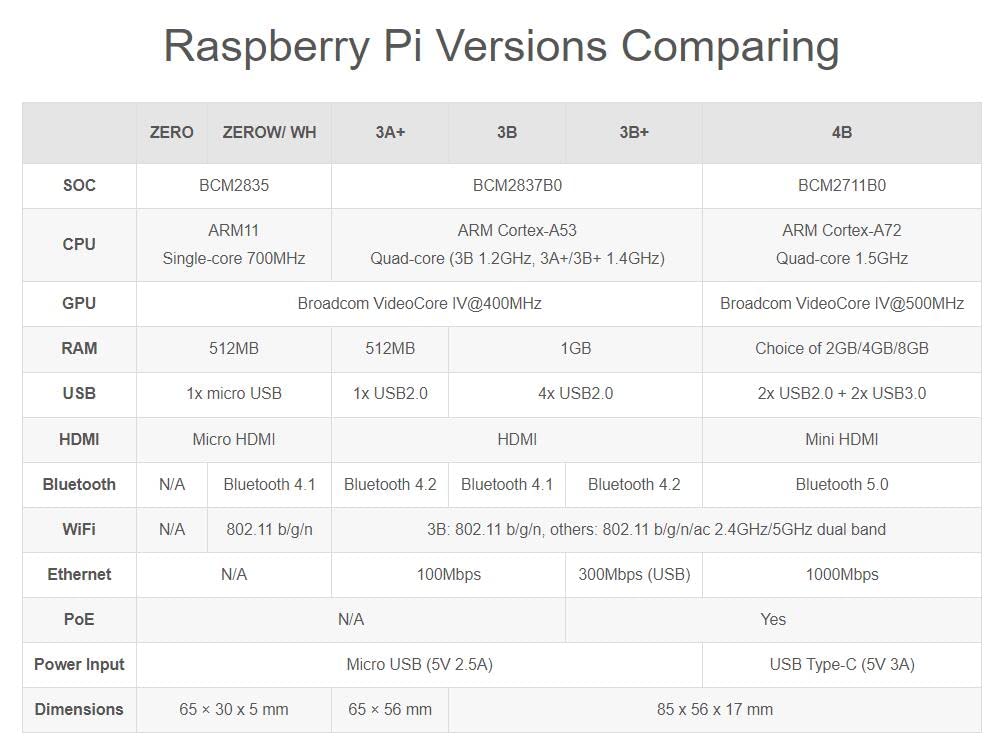 Raspberry Pi Versions Comparing
ZERO ZEROW/ WH 3A+ 3B 3B+ 4B
SOC BCM2835 BCM2837B0 BCM2711B0
CPU ARM11 ARM Cortex-A53 ARM Cortex-A72
Single-core 700MHz Quad-core (3B 1.2GHz, 3A+/3B+ 1.4GHz) Quad-core 1.5GHz
GPU Broadcom VideoCore IV@400MHz Broadcom VideoCore IV@500MHz
RAM 512MB 512MB 1GB Choice of 2GB/4GB/8GB
USB 1x micro USB 1x USB2.0 4x USB2.0 2x USB2.0 + 2x USB3.0
HDMI Micro HDMI HDMI Mini HDMI
Bluetooth N/A Bluetooth 4.1 Bluetooth 4.2 Bluetooth 4.1 Bluetooth 4.2 Bluetooth 5.0
WiFi N/A 802.11 b/g/n 3B: 802.11 b/g/n, others: 802.11 b/g/n/ac 2.4GHz/5GHz dual band
Ethernet N/A 100Mbps 300Mbps (USB) 1000Mbps
PoE N/A Yes
Power Input Micro USB (5V 2.5A) USB Type-C (5V 3A)
Dimensions 65 × 30 x 5 mm 65 × 56 mm 85 x 56 x 17 mm